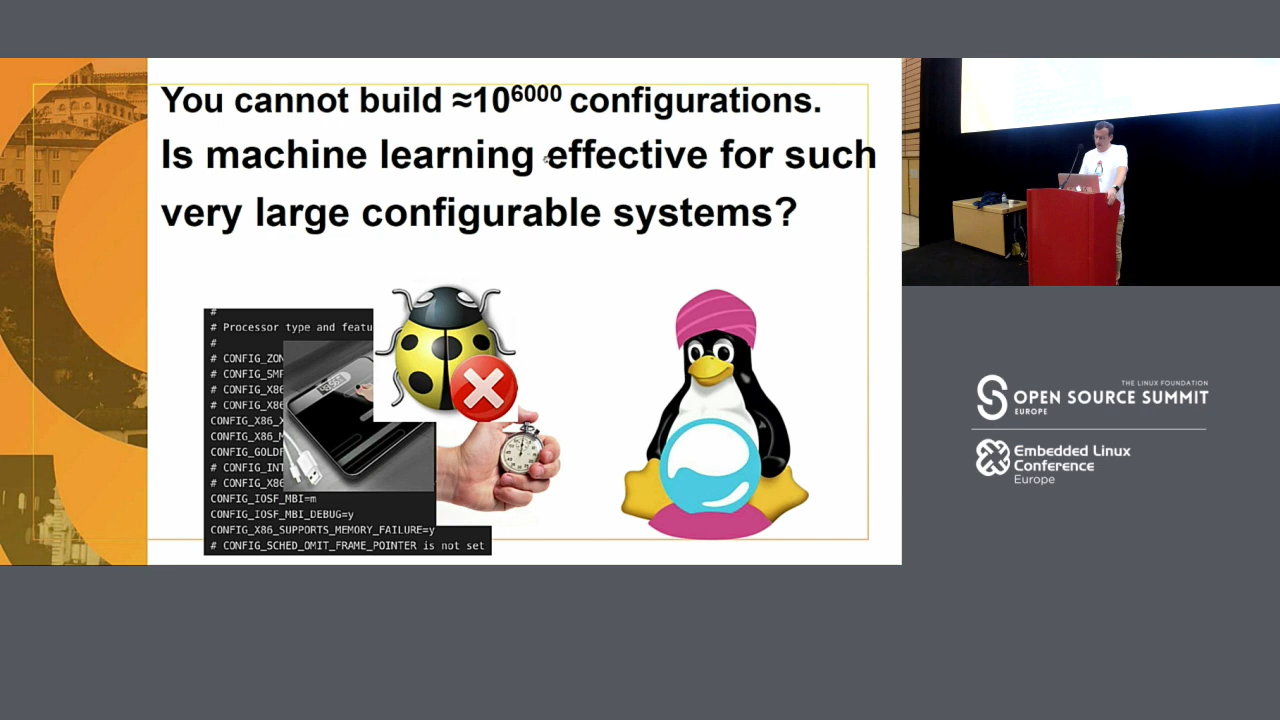 You cannot build ≈10⁶⁰⁰⁰ configurations.
Is machine learning effective for such
very large configurable systems?
#
# Processor type and featu
#
# CONFIG_ZON
# CONFIG_SMP
# CONFIG_X86
# CONFIG_X86
CONFIG_X86_X
CONFIG_X86_M
CONFIG_GOLDF
# CONFIG_INT
# CONFIG_X86
CONFIG_IOSF_MBI=m
CONFIG_IOSF_MBI_DEBUG=y
CONFIG_X86_SUPPORTS_MEMORY_FAILURE=y
# CONFIG_SCHED_OMIT_FRAME_POINTER is not set
THE LINUX FOUNDATION
OPEN SOURCE SUMMIT
EUROPE
Embedded Linux
Conference
Europe